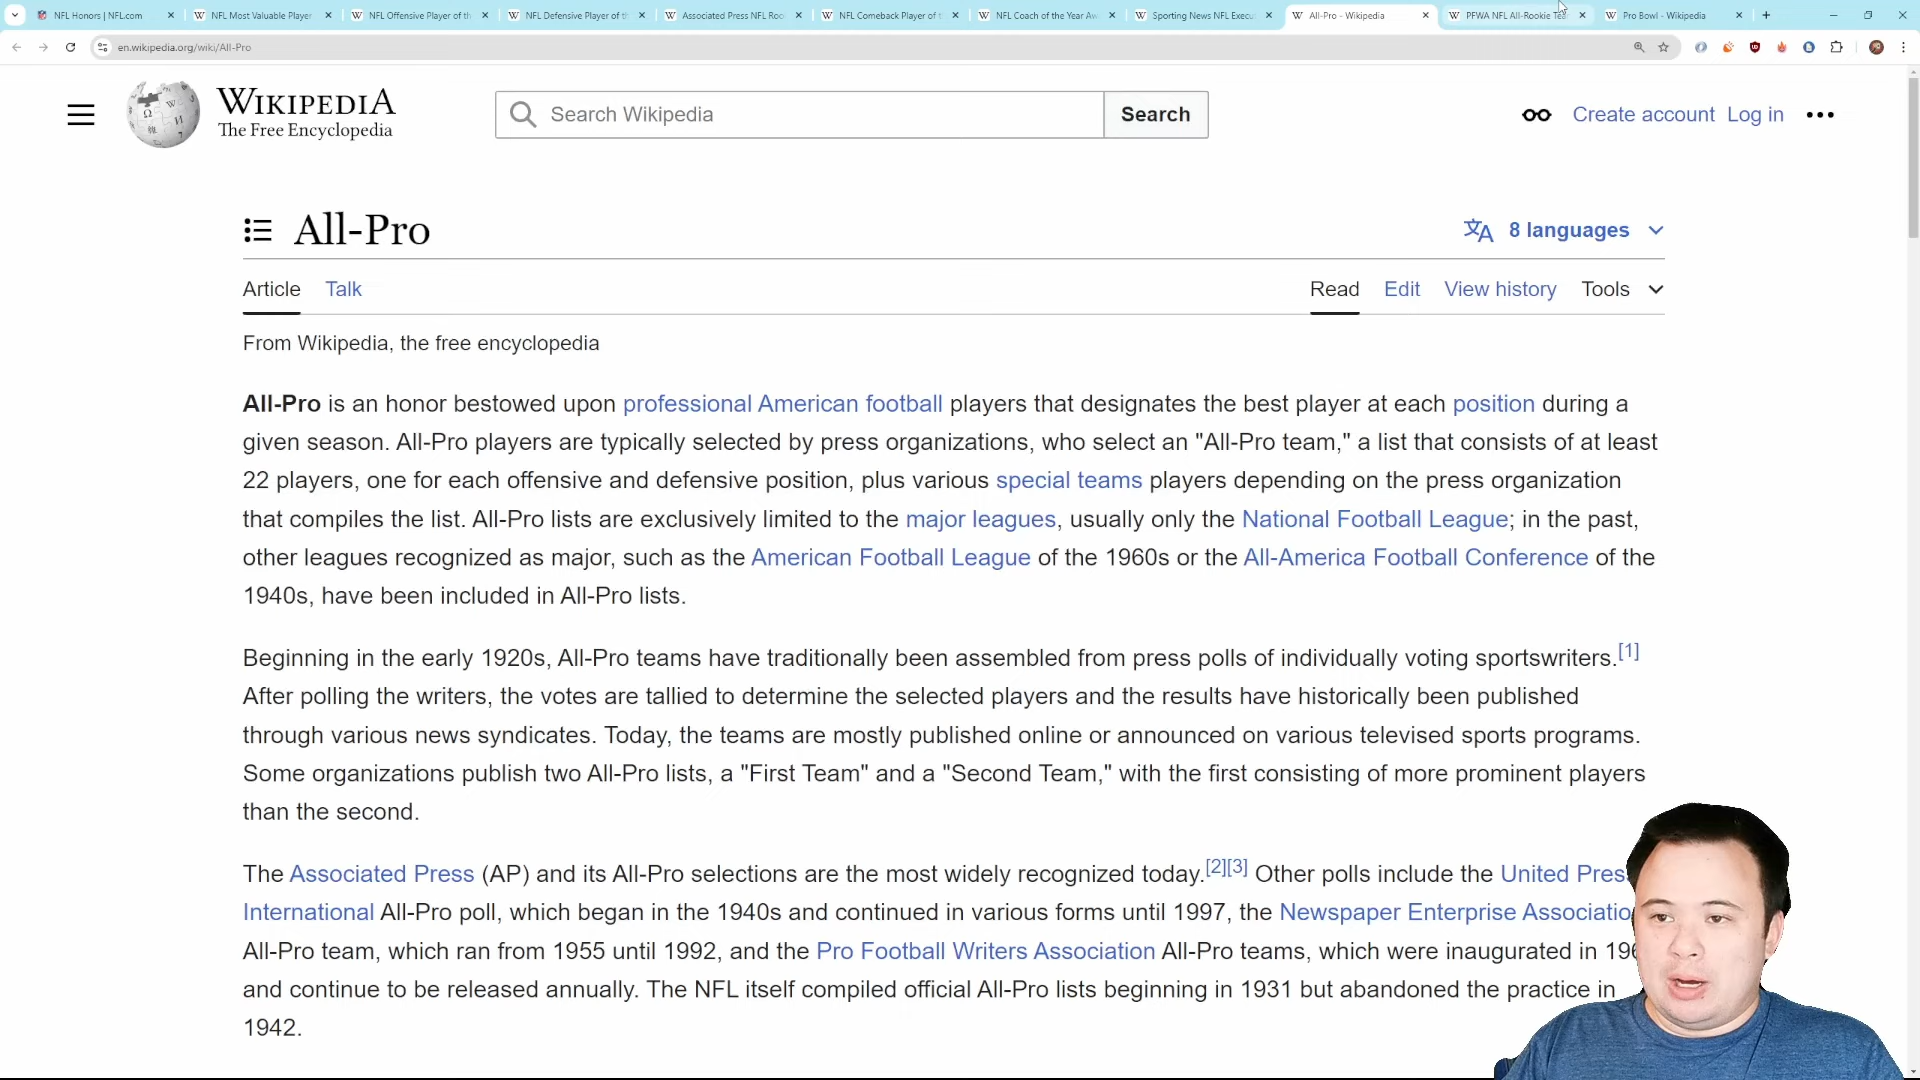 NFL Honors | NFL.com
NFL Most Valuable Player
NFL Offensive Player of th
NFL Defensive Player of th
Associated Press NFL Roo
NFL Comeback Player of t
NFL Coach of the Year Aw
Sporting News NFL Execu
All-Pro - Wikipedia
PFWA NFL All-Rookie Tea
Pro Bowl - Wikipedia
en.wikipedia.org/wiki/All-Pro
WIKIPEDIA
The Free Encyclopedia
Search Wikipedia
Search
Create account Log in
All-Pro
8 languages
Article Talk
Read Edit View history Tools
From Wikipedia, the free encyclopedia
All-Pro is an honor bestowed upon professional American football players that designates the best player at each position during a
given season. All-Pro players are typically selected by press organizations, who select an "All-Pro team," a list that consists of at least
22 players, one for each offensive and defensive position, plus various special teams players depending on the press organization
that compiles the list. All-Pro lists are exclusively limited to the major leagues, usually only the National Football League; in the past,
other leagues recognized as major, such as the American Football League of the 1960s or the All-America Football Conference of the
1940s, have been included in All-Pro lists.
Beginning in the early 1920s, All-Pro teams have traditionally been assembled from press polls of individually voting sportswriters.[1]
After polling the writers, the votes are tallied to determine the selected players and the results have historically been published
through various news syndicates. Today, the teams are mostly published online or announced on various televised sports programs.
Some organizations publish two All-Pro lists, a "First Team" and a "Second Team," with the first consisting of more prominent players
than the second.
The Associated Press (AP) and its All-Pro selections are the most widely recognized today.[2][3] Other polls include the United Pres
International All-Pro poll, which began in the 1940s and continued in various forms until 1997, the Newspaper Enterprise Associatio
All-Pro team, which ran from 1955 until 1992, and the Pro Football Writers Association All-Pro teams, which were inaugurated in 196
and continue to be released annually. The NFL itself compiled official All-Pro lists beginning in 1931 but abandoned the practice in
1942.